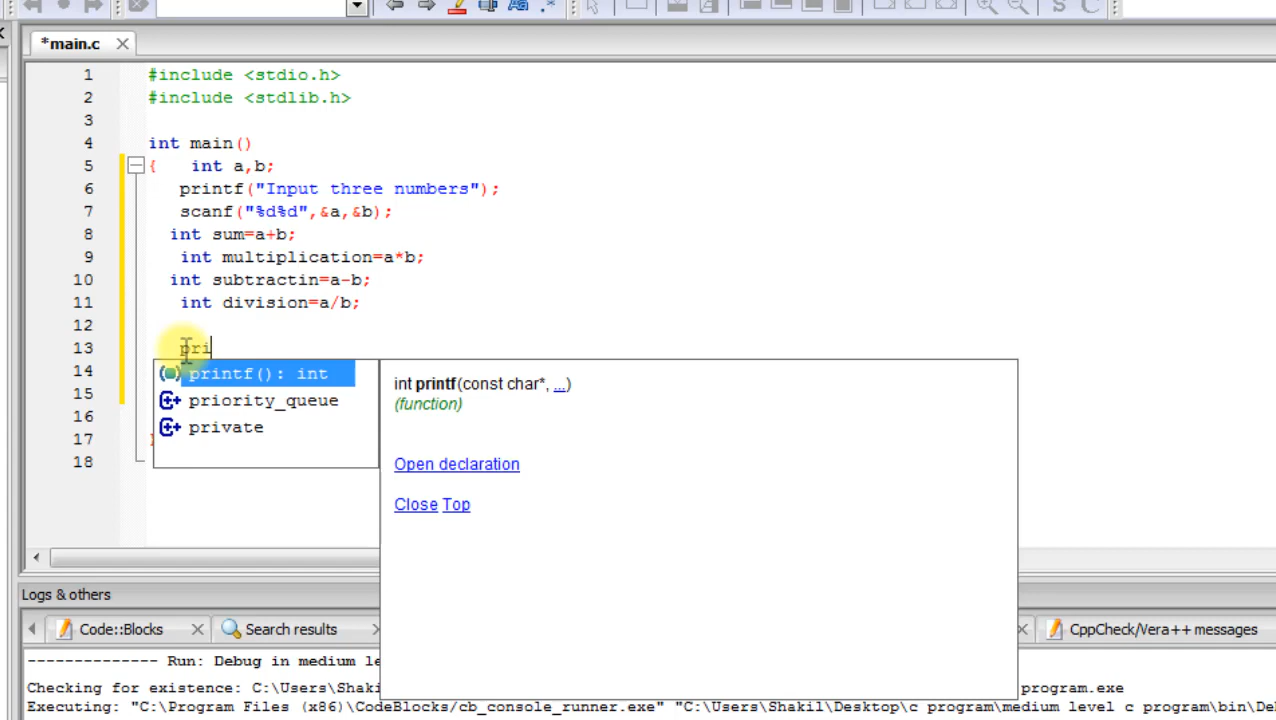 *main.c
1 #include <stdio.h>
2 #include <stdlib.h>
3
4 int main()
5 { int a,b;
6 printf("Input three numbers");
7 scanf("%d%d",&a,&b);
8 int sum=a+b;
9 int multiplication=a*b;
10 int subtractin=a-b;
11 int division=a/b;
12
13 pri
14
15
16
17
18
printf(): int
priority_queue
private
int printf(const char*, ...)
(function)
Open declaration
Close Top
Logs & others
Code::Blocks Search results CppCheck/Vera++ messages
-------------- Run: Debug in medium le
Checking for existence: C:\Users\Shakil program.exe
Executing: "C:\Program Files (x86)\CodeBlocks/cb_console_runner.exe" "C:\Users\Shakil\Desktop\c program\medium level c program\bin\De